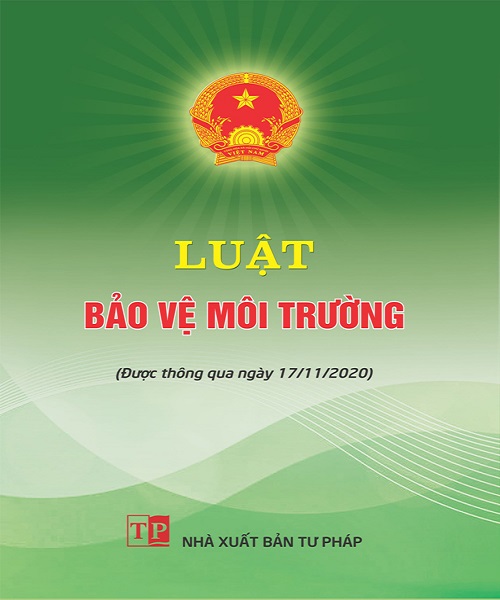 VIỆT NAM
LUẬT
BẢO VỆ MÔI TRƯỜNG
(Được thông qua ngày 17/11/2020)
TP
NHÀ XUẤT BẢN TƯ PHÁP